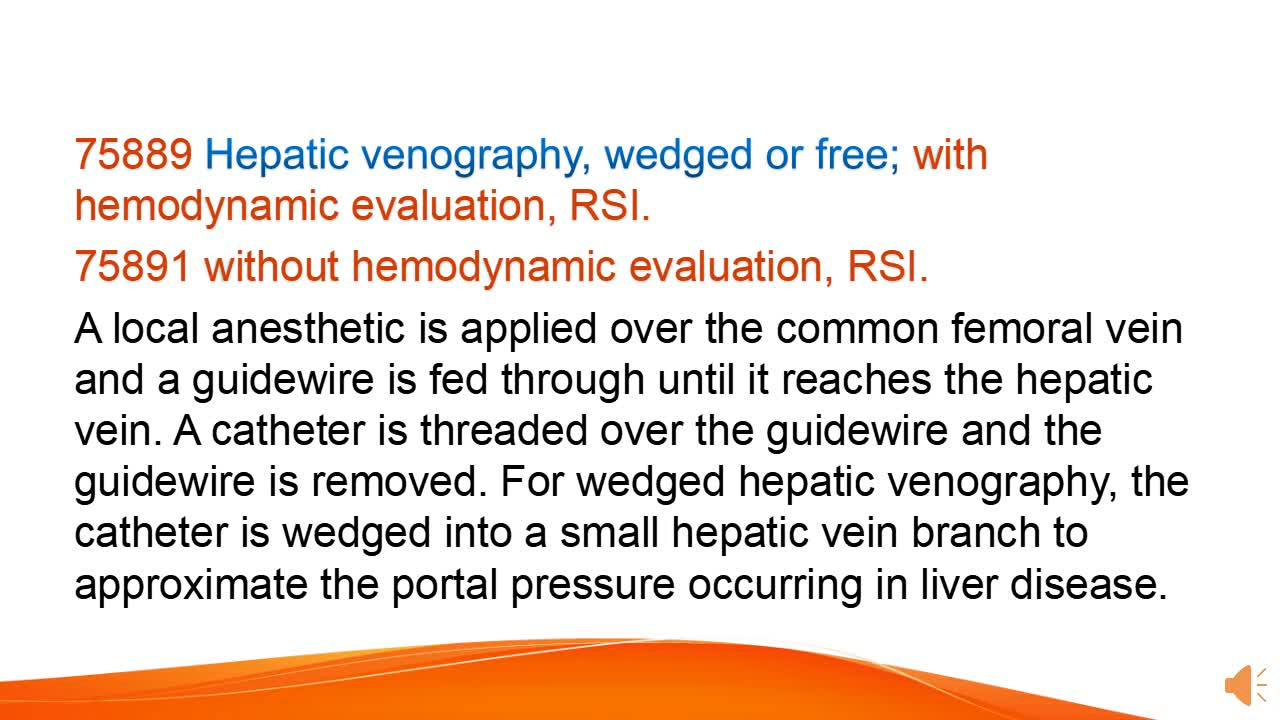 75889 Hepatic venography, wedged or free; with
hemodynamic evaluation, RSI.
75891 without hemodynamic evaluation, RSI.
A local anesthetic is applied over the common femoral vein
and a guidewire is fed through until it reaches the hepatic
vein. A catheter is threaded over the guidewire and the
guidewire is removed. For wedged hepatic venography, the
catheter is wedged into a small hepatic vein branch to
approximate the portal pressure occurring in liver disease.